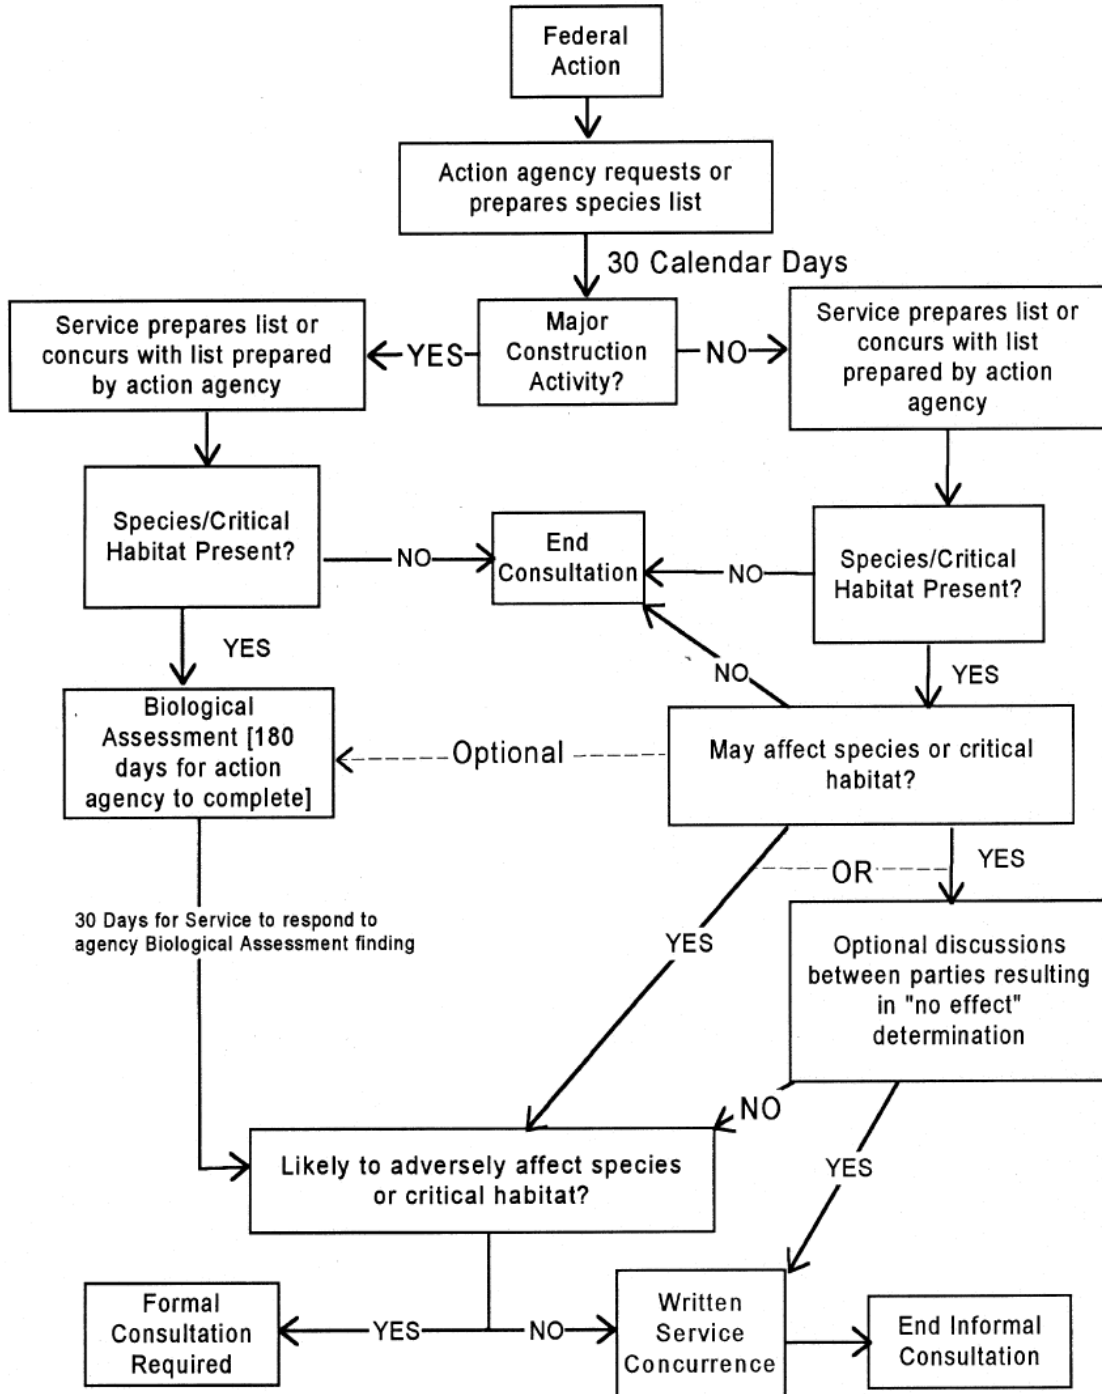 Federal
Action
Action agency requests or
prepares species list
30 Calendar Days
Service prepares list or
concurs with list prepared
by action agency
YES
Major
Construction
Activity?
NO
Service prepares list or
concurs with list
prepared by action
agency
Species/Critical
Habitat Present?
NO
End
Consultation
NO
Species/Critical
Habitat Present?
YES
NO
YES
Biological
Assessment [180
days for action
agency to complete]
Optional
May affect species or critical
habitat?
OR
YES
30 Days for Service to respond to
agency Biological Assessment finding
YES
Optional discussions
between parties resulting
in "no effect"
determination
NO
YES
Likely to adversely affect species
or critical habitat?
Formal
Consultation
Required
YES
NO
Written
Service
Concurrence
End Informal
Consultation